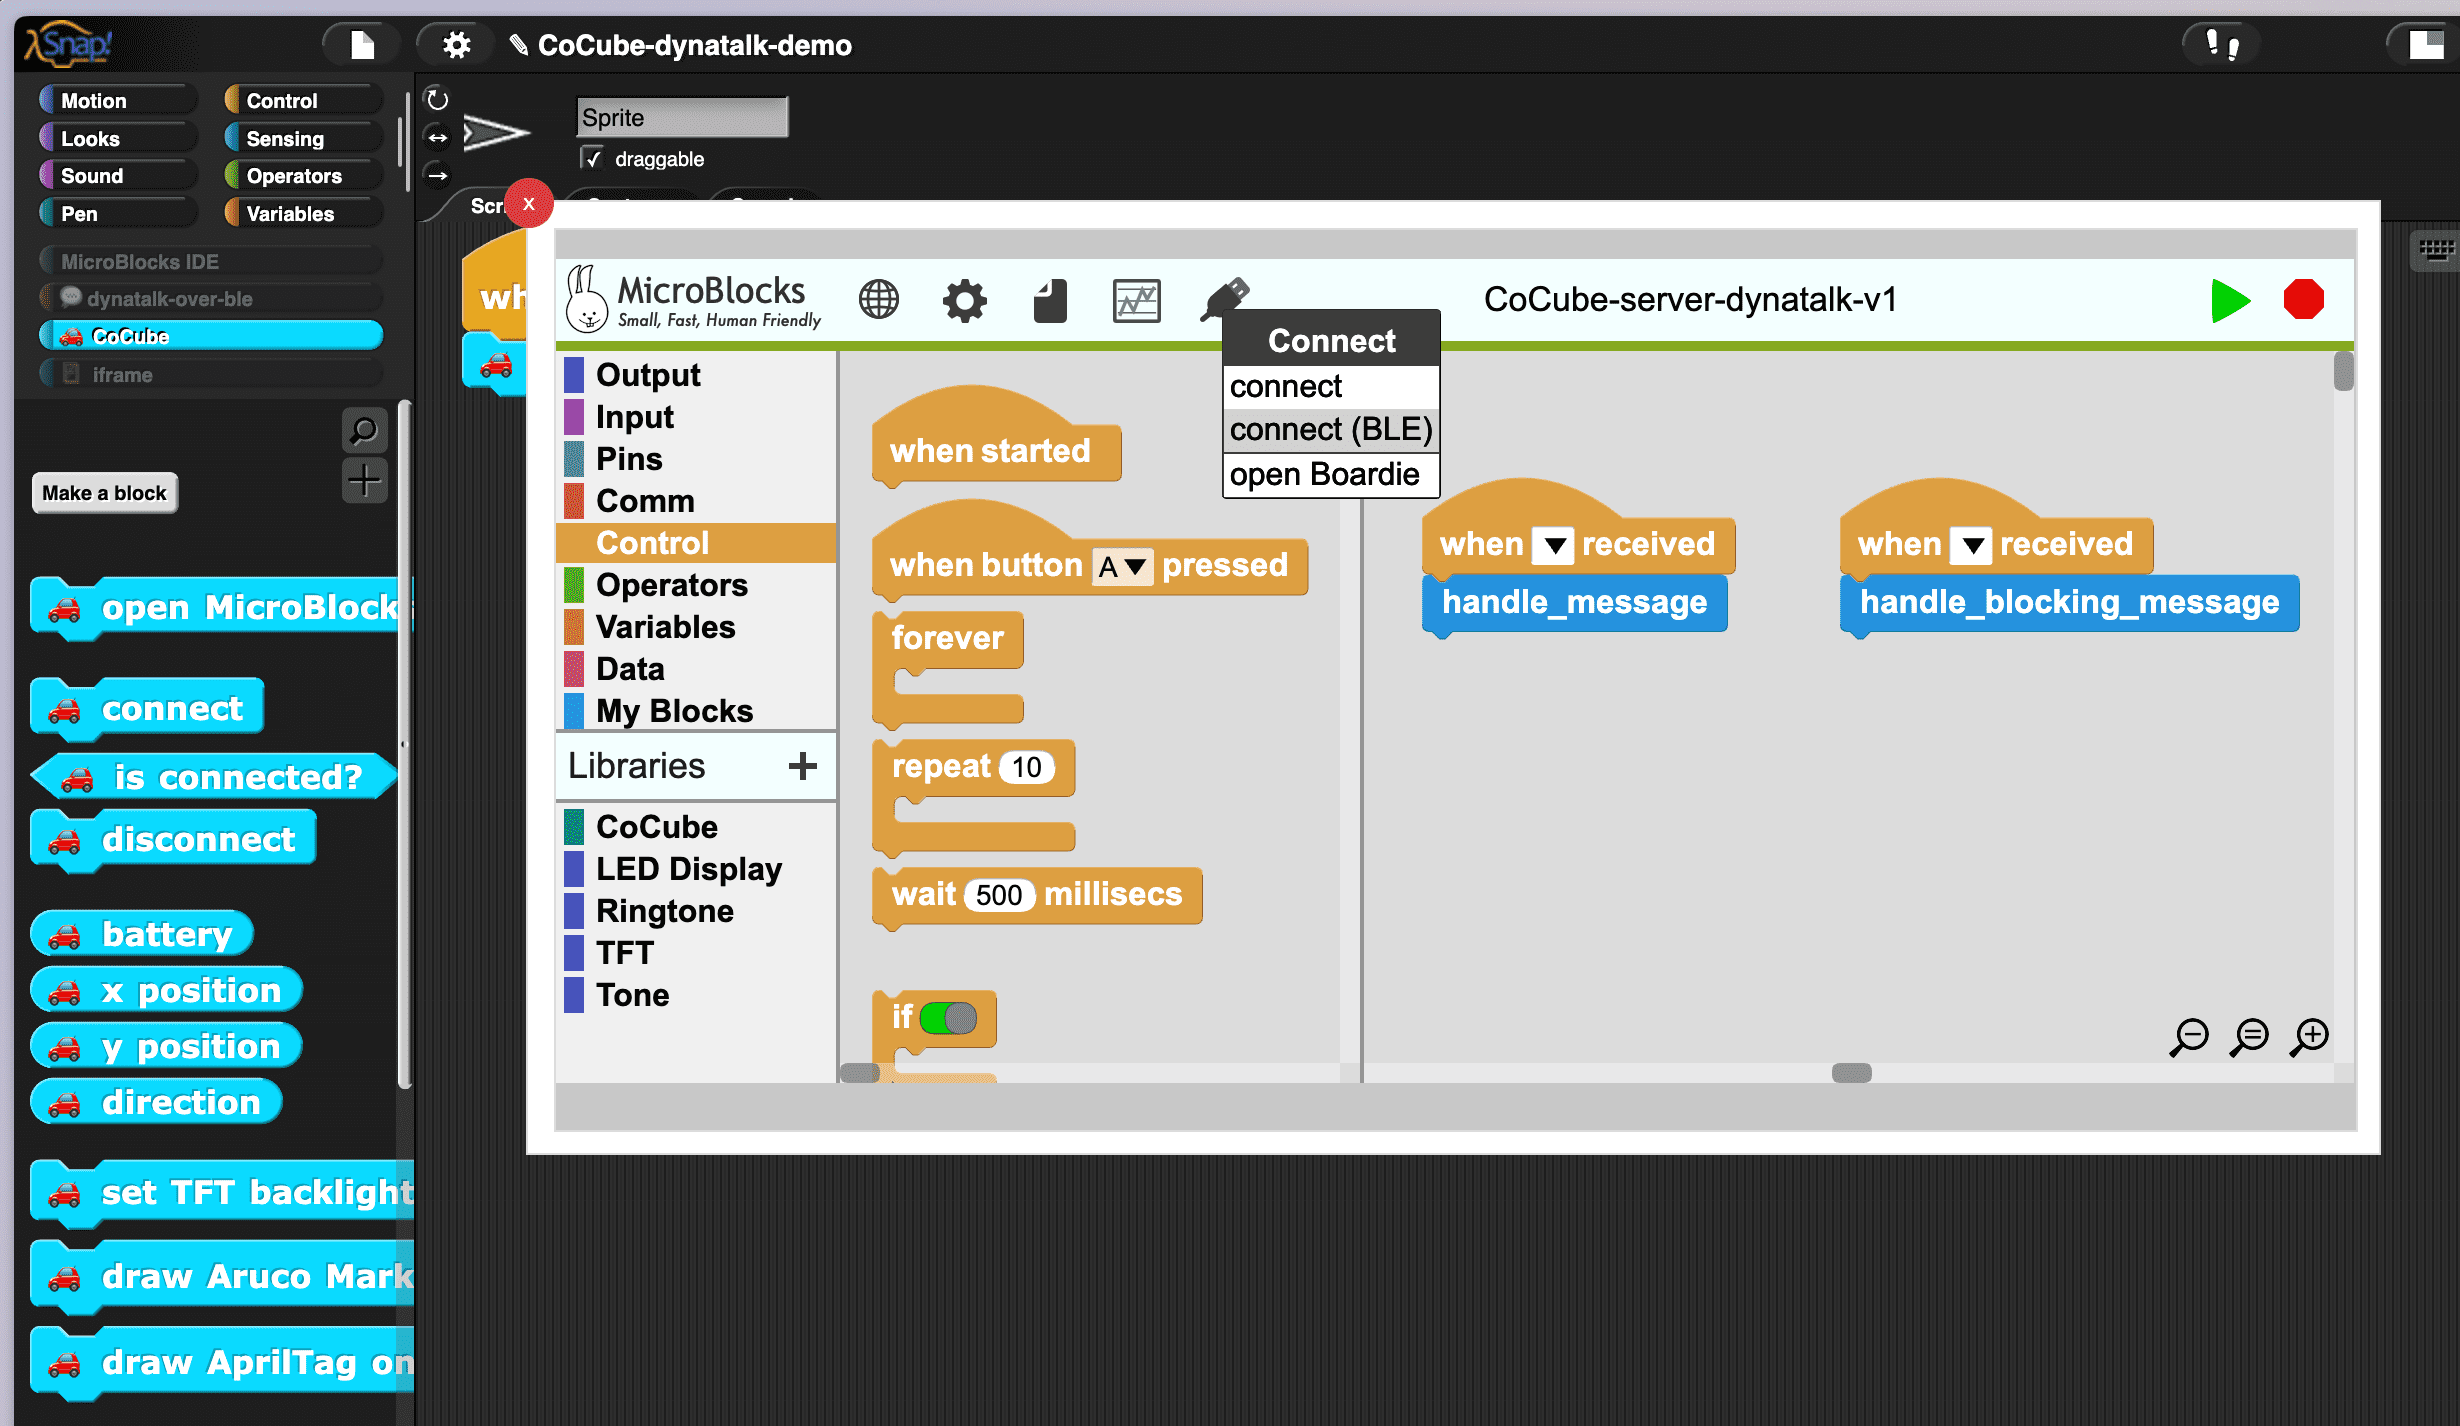 λSnap!
CoCube-dynatalk-demo
Motion
Control
Looks
Sensing
Sound
Operators
Pen
Variables
MicroBlocks IDE
dynatalk-over-ble
CoCube
iframe
Make a block
open MicroBlock
connect
is connected?
disconnect
battery
x position
y position
direction
set TFT backlight
draw Aruco Mark
draw AprilTag on
Sprite
draggable
Scr
x
wh
MicroBlocks
Small, Fast, Human Friendly
CoCube-server-dynatalk-v1
Connect
connect
connect (BLE)
open Boardie
Output
Input
Pins
Comm
Control
Operators
Variables
Data
My Blocks
Libraries +
CoCube
LED Display
Ringtone
TFT
Tone
when started
when button A pressed
forever
repeat 10
wait 500 millisecs
if
when received
handle_message
when received
handle_blocking_message